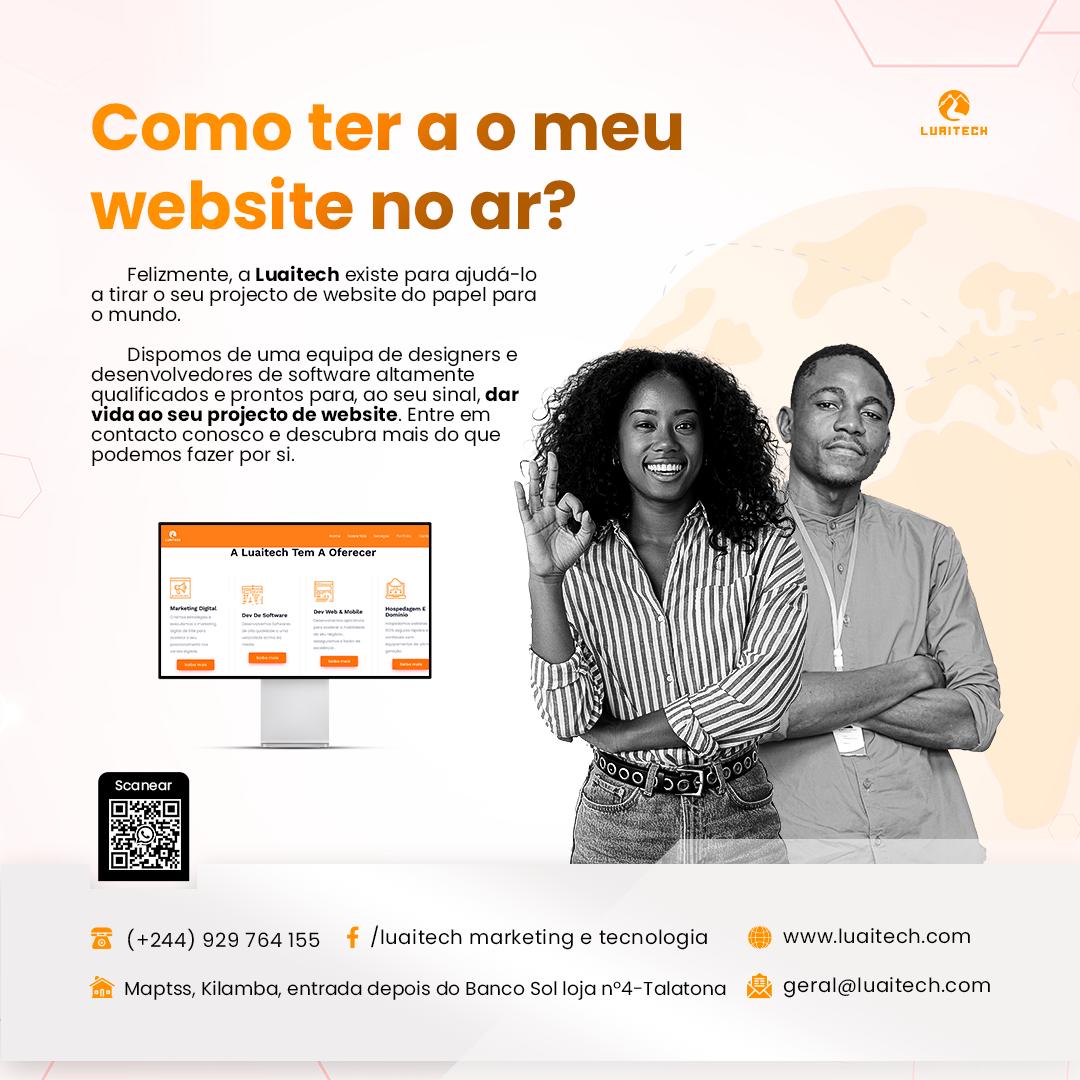 Como ter a o meu
website no ar?
LUAITECH
Felizmente, a Luaitech existe para ajudá-lo
a tirar o seu projecto de website do papel para
o mundo.
Dispomos de uma equipa de designers e
desenvolvedores de software altamente
qualificados e prontos para, ao seu sinal, dar
vida ao seu projecto de website. Entre em
contacto conosco e descubra mais do que
podemos fazer por si.
Home Sobre Nós Serviços
A Luaitech Tem A Oferecer
Marketing Digital
Dev De Software
Dev Web & Mobile
Hospedagem E
Domínio
Saiba mais
Saiba mais
Saiba mais
Saiba mais
Scanear
(+244) 929 764 155
/luaitech marketing e tecnologia
www.luaitech.com
Maptss, Kilamba, entrada depois do Banco Sol loja nº4-Talatona
geral@luaitech.com